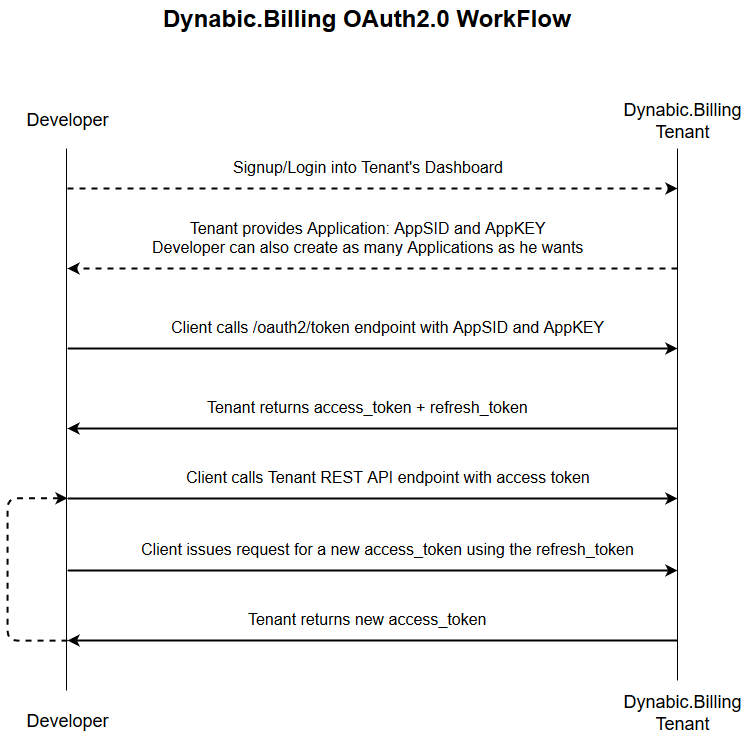 Dynabic.Billing OAuth2.0 WorkFlow
Developer
Dynabic.Billing
Tenant
Signup/Login into Tenant's Dashboard
Tenant provides Application: AppSID and AppKEY
Developer can also create as many Applications as he wants
Client calls /oauth2/token endpoint with AppSID and AppKEY
Tenant returns access_token + refresh_token
Client calls Tenant REST API endpoint with access token
Client issues request for a new access_token using the refresh_token
Tenant returns new access_token
Developer
Dynabic.Billing
Tenant